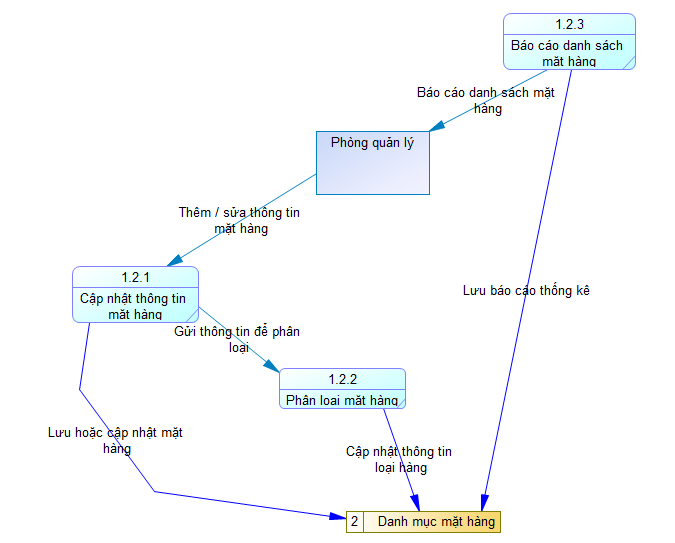 1.2.3
Báo cáo danh sách
mặt hàng
Báo cáo danh sách mặt
hàng
Phòng quản lý
Thêm / sửa thông tin
mặt hàng
1.2.1
Cập nhật thông tin
mặt hàng
Lưu báo cáo thống kê
Gửi thông tin để phân
loại
1.2.2
Phân loại mặt hàng
Lưu hoặc cập nhật mặt
hàng
Cập nhật thông tin
loại hàng
2 Danh mục mặt hàng